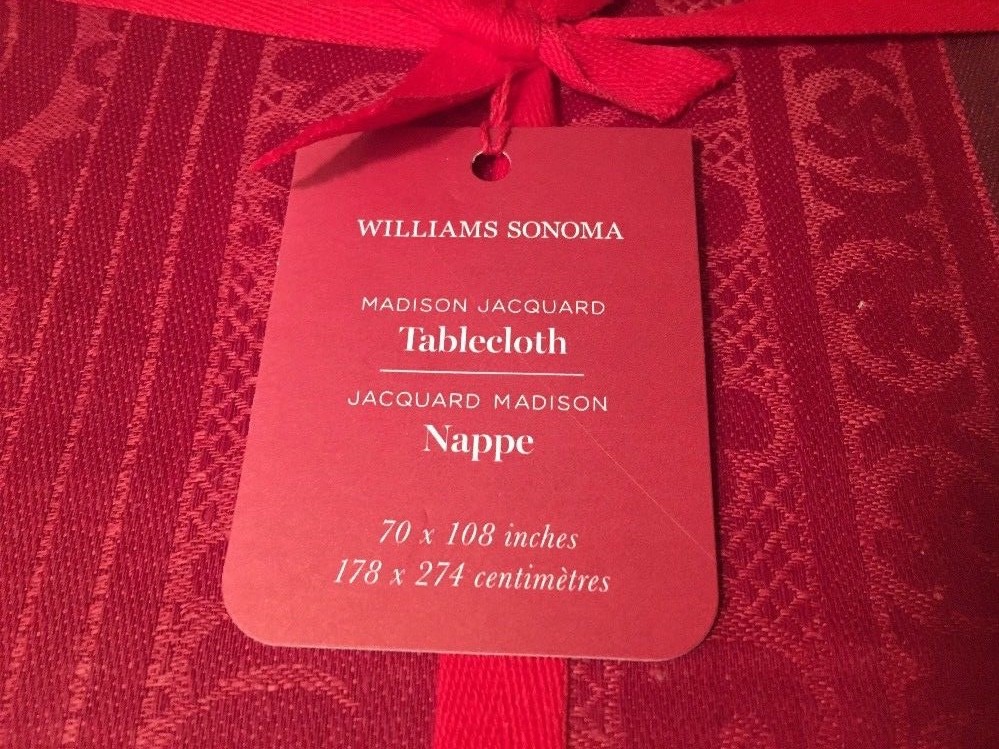 WILLIAMS SONOMA
MADISON JACQUARD
Tablecloth
JACQUARD MADISON
Nappe
70 x 108 inches
178 x 274 centimètres